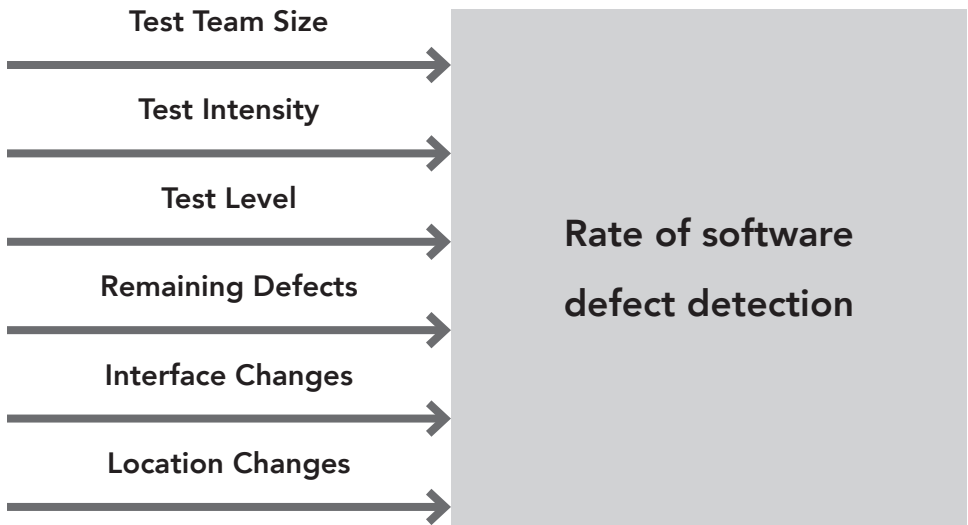 Test Team Size
Test Intensity
Test Level
Remaining Defects
Interface Changes
Location Changes
Rate of software
defect detection